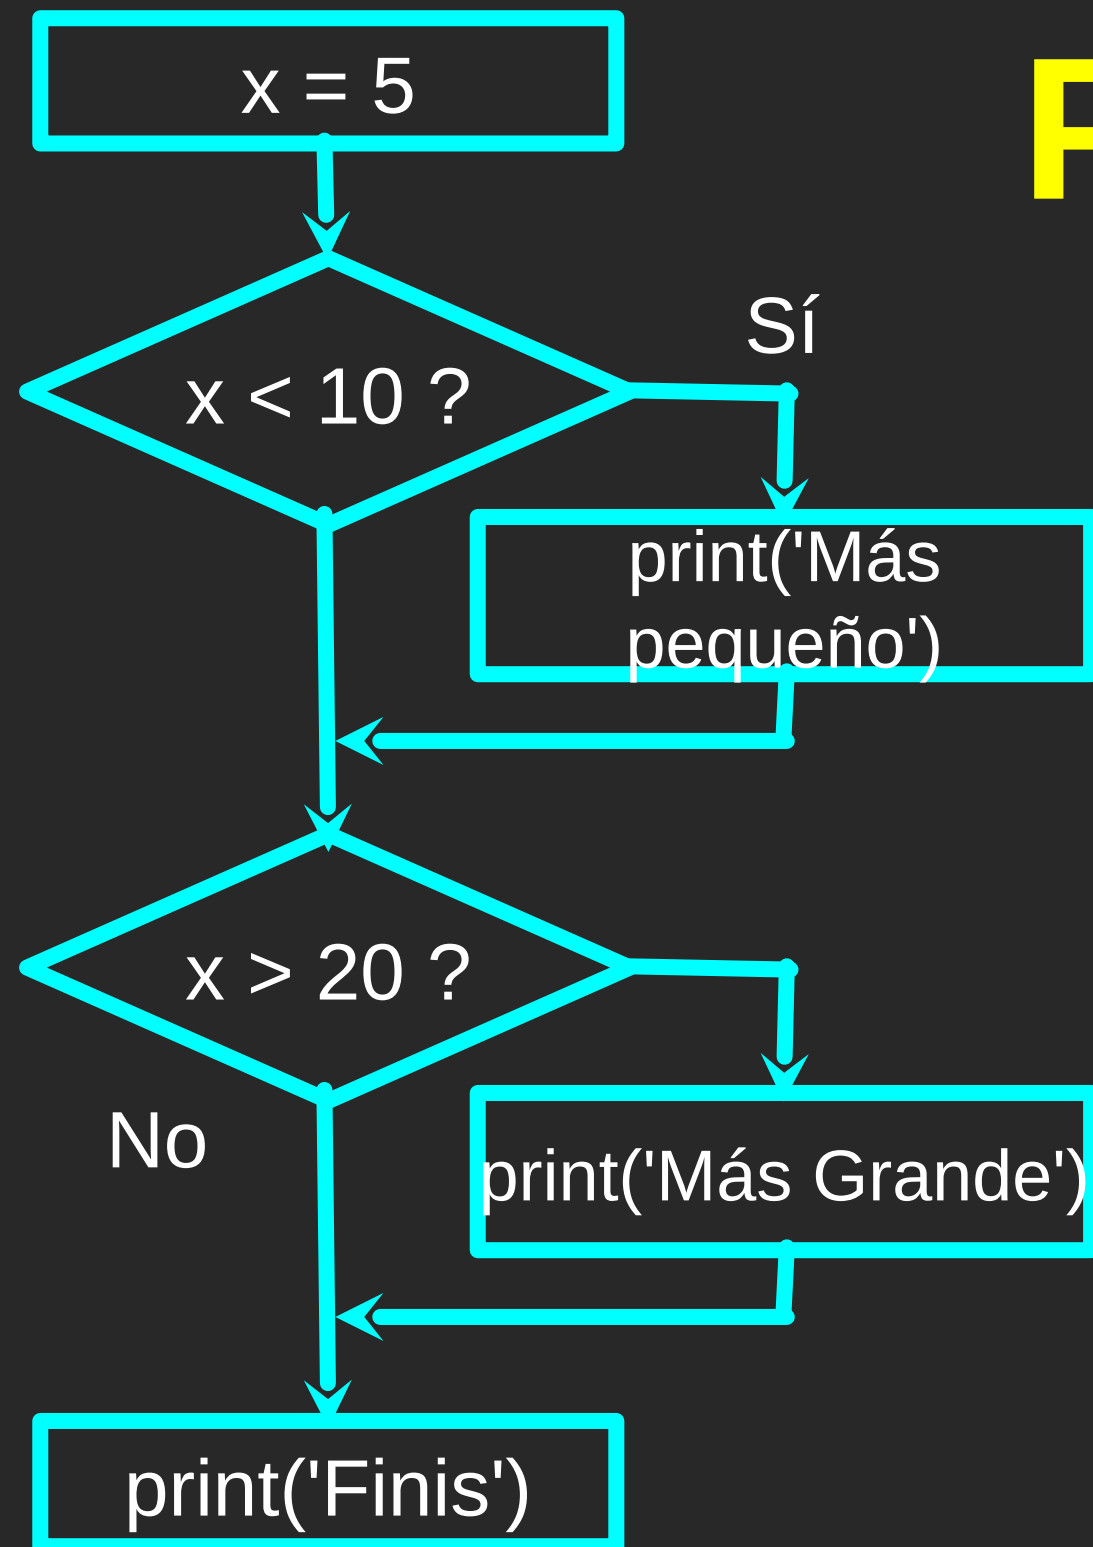 x = 5
P
Sí
x < 10 ?
print('Más
pequeño')
x > 20 ?
No
print('Más Grande')
print('Finis')